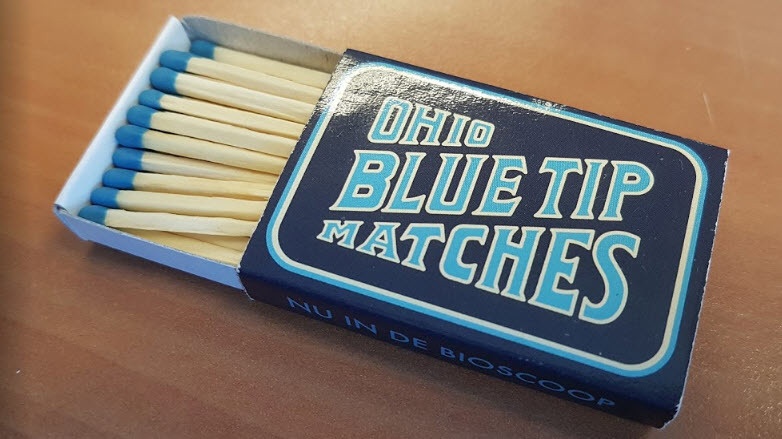 OHIO
BLUE TIP
MATCHES
NU IN DE BIOSCOOP